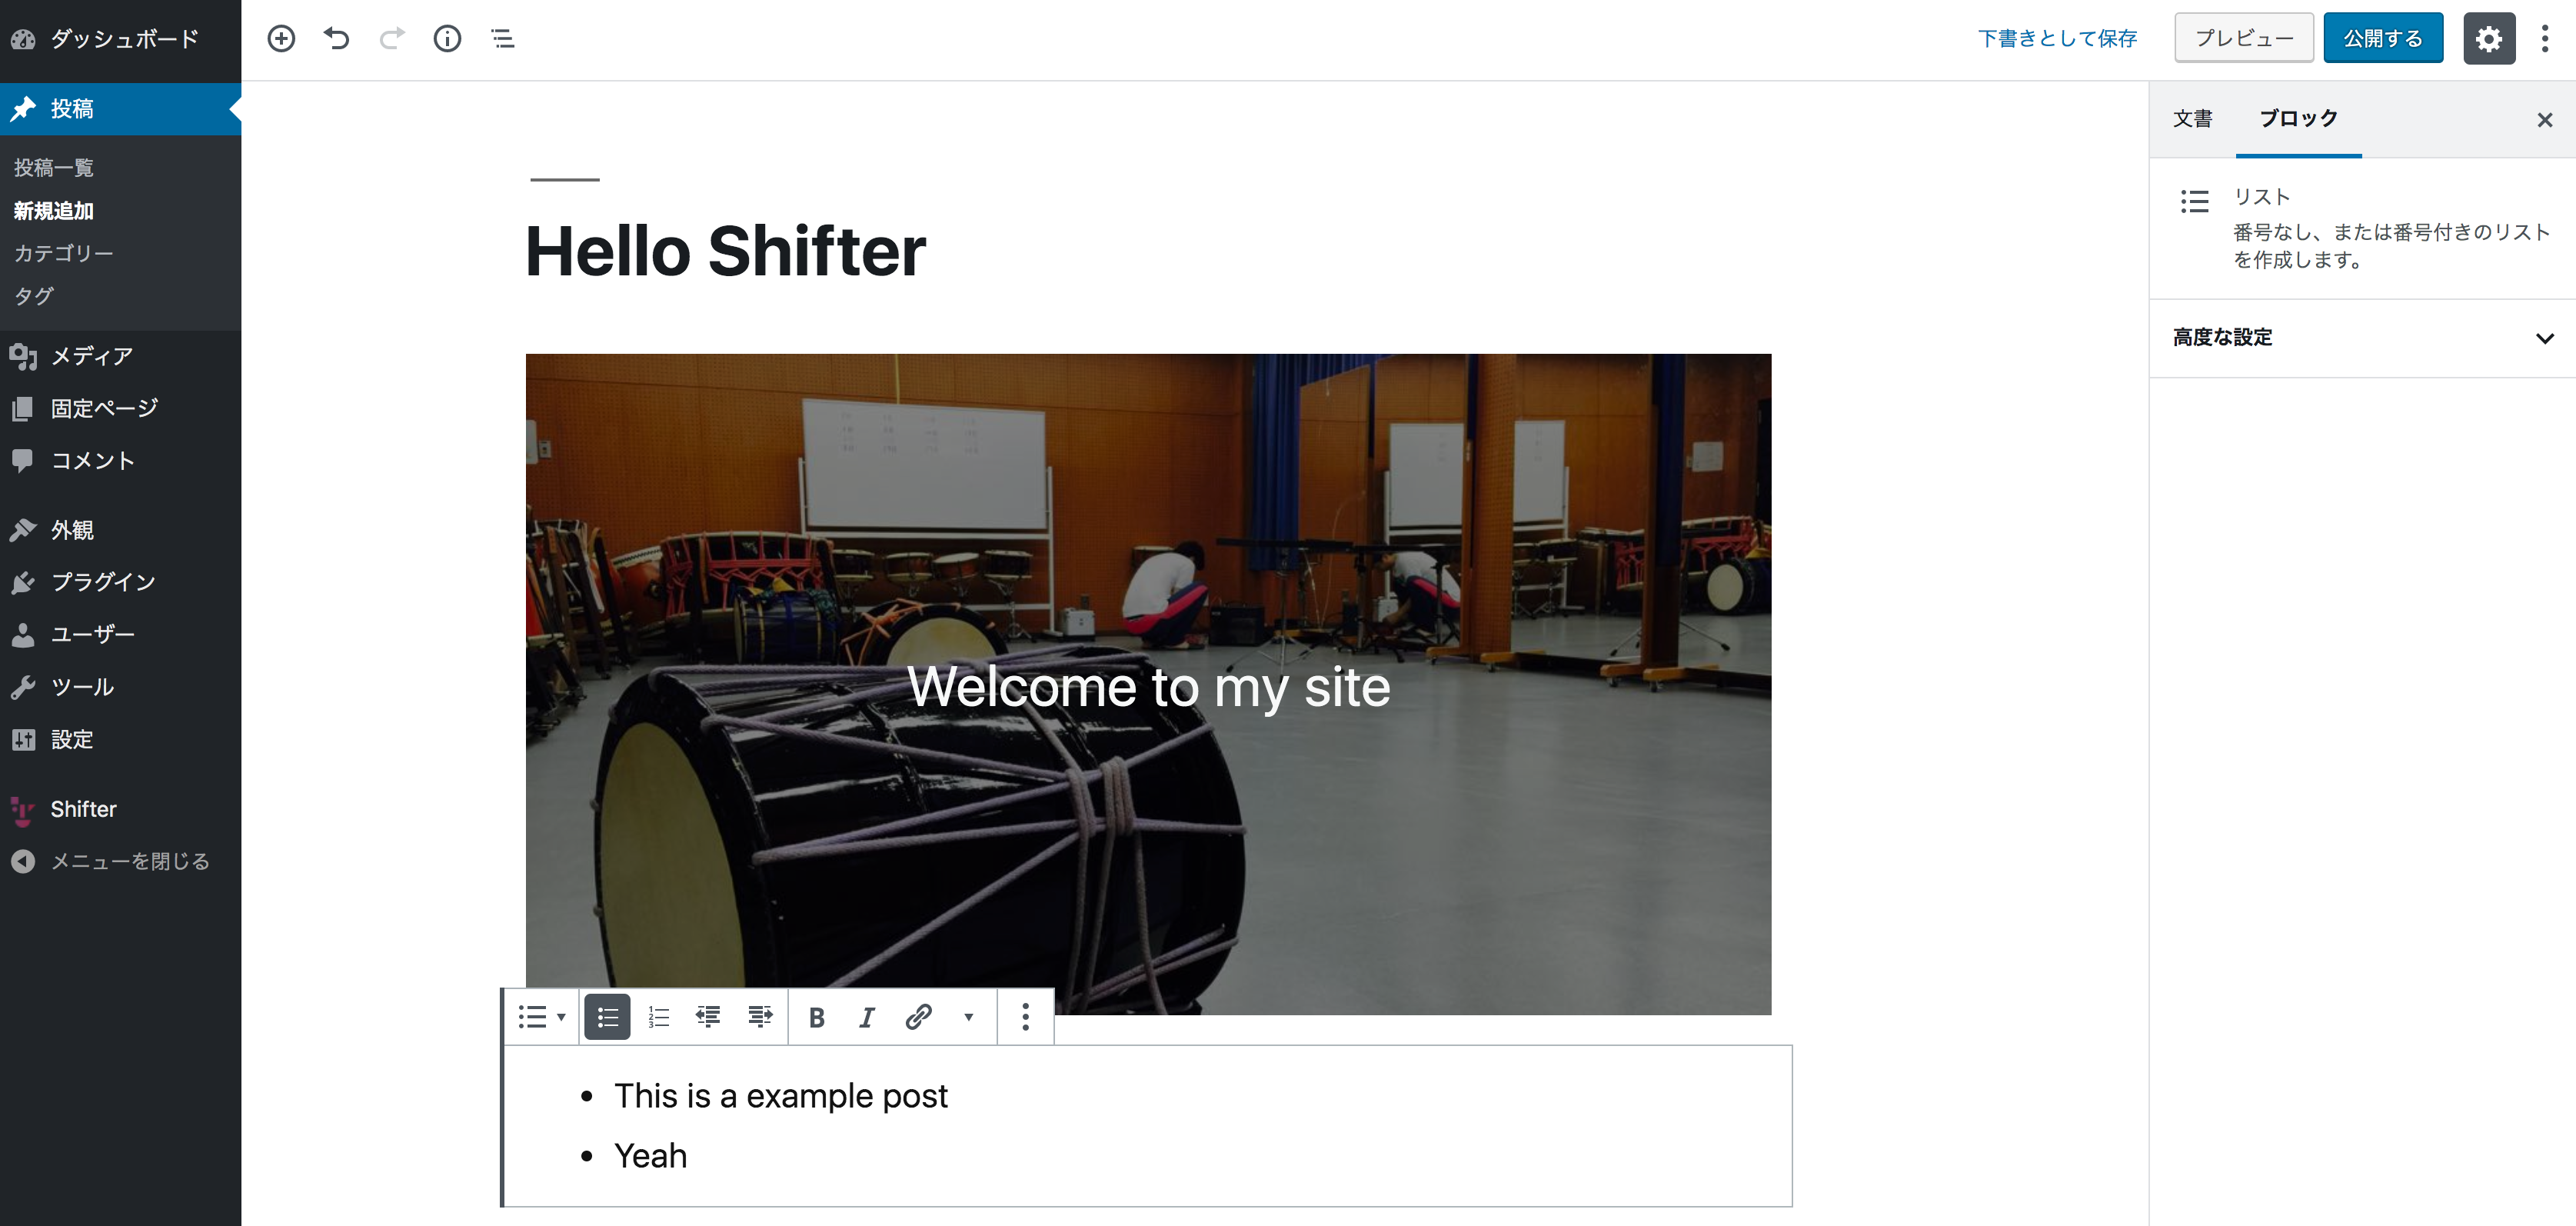 ダッシュボード
投稿
投稿一覧
新規追加
カテゴリー
タグ
メディア
固定ページ
コメント
外観
プラグイン
ユーザー
ツール
設定
Shifter
メニューを閉じる
下書きとして保存
プレビュー
公開する
Hello Shifter
Welcome to my site
B I
This is a example post
Yeah
文書
ブロック
リスト
番号なし、または番号付きのリスト
を作成します。
高度な設定